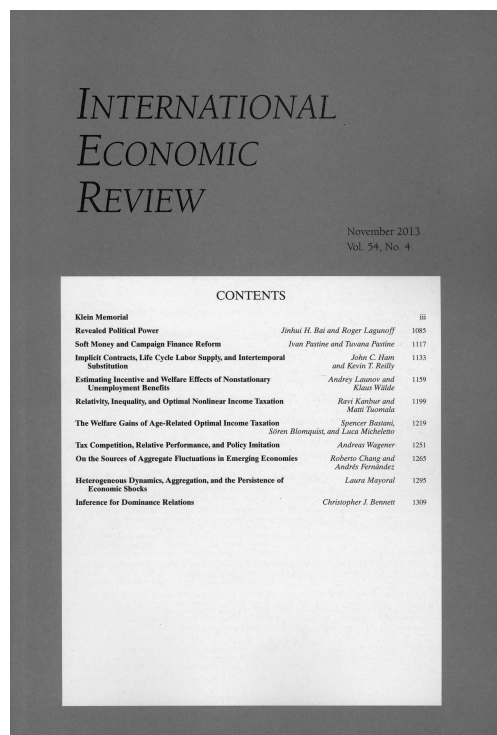 INTERNATIONAL
ECONOMIC
REVIEW
November 2013
Vol. 54, No. 4
CONTENTS
Klein Memorial iii
Revealed Political Power Jinhui H. Bai and Roger Lagunoff 1085
Soft Money and Campaign Finance Reform Ivan Pastine and Tuvana Pastine 1117
Implicit Contracts, Life Cycle Labor Supply, and Intertemporal John C. Ham 1133
Substitution and Kevin T. Reilly
Estimating Incentive and Welfare Effects of Nonstationary Andrey Launov and 1159
Unemployment Benefits Klaus Wälde
Relativity, Inequality, and Optimal Nonlinear Income Taxation Ravi Kanbur and 1199
Matti Tuomala
The Welfare Gains of Age-Related Optimal Income Taxation Spencer Bastani, 1219
Sören Blomquist, and Luca Micheletto
Tax Competition, Relative Performance, and Policy Imitation Andreas Wagener 1251
On the Sources of Aggregate Fluctuations in Emerging Economies Roberto Chang and 1265
Andrés Fernández
Heterogeneous Dynamics, Aggregation, and the Persistence of Laura Mayoral 1295
Economic Shocks
Inference for Dominance Relations Christopher J. Bennett 1309